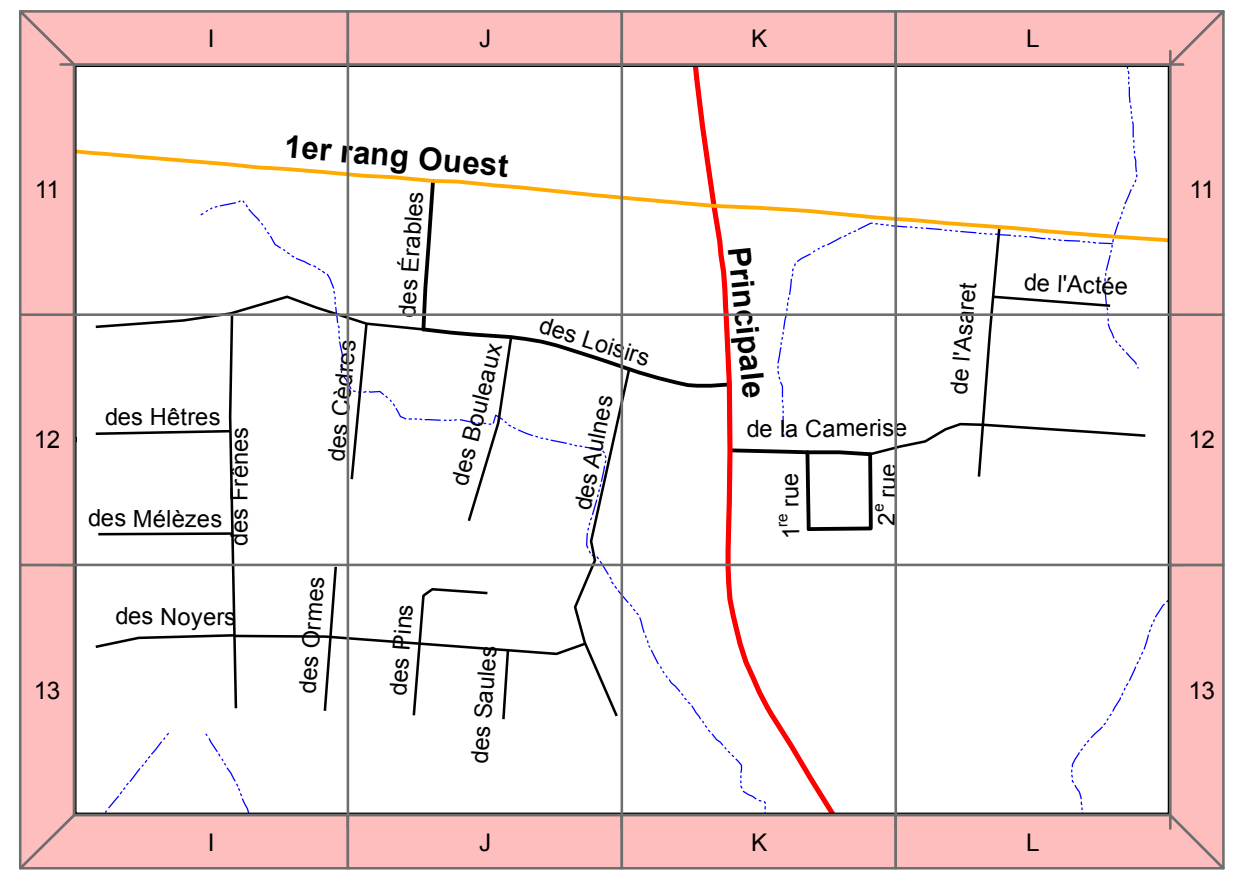 I J K L
1er rang Ouest
11 11
des Érables
Principale
de l'Actée
de l'Asaret
des Loisirs
des Cèdres
des Bouleaux
des Aulnes
des Hêtres
de la Camerise
12 12
des Frênes
des Mélèzes
1re rue
2e rue
des Noyers
des Ormes
des Pins
des Saules
13 13
I J K L